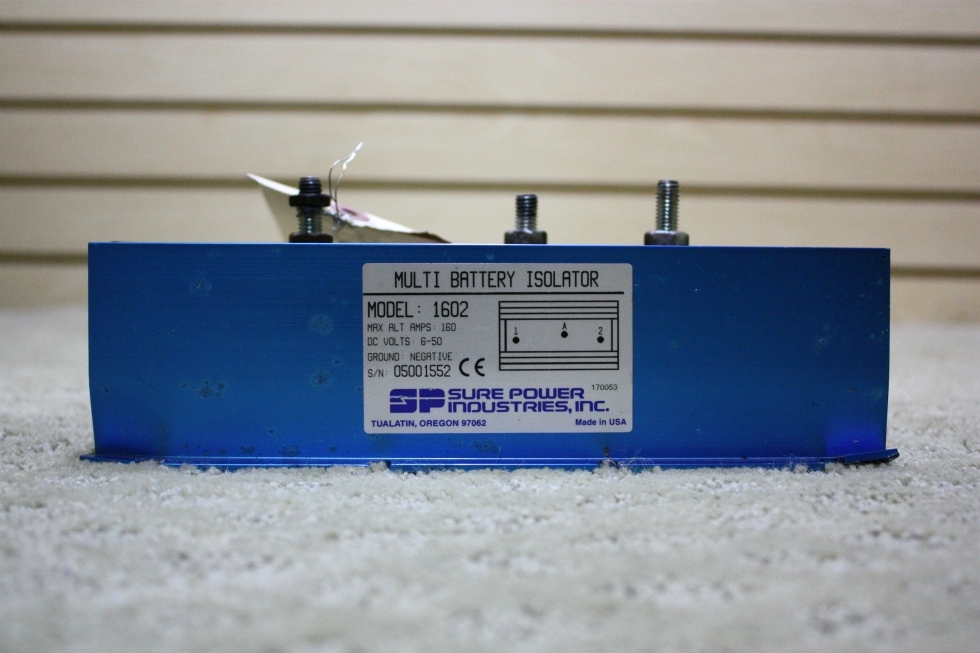 MULTI BATTERY ISOLATOR
MODEL: 1602
MAX ALT AMPS: 160
DC VOLTS: 6-50
GROUND: NEGATIVE
S/N: 05001552 CE
1 A 2
170053
SP SURE POWER
INDUSTRIES, INC.
TUALATIN, OREGON 97062 Made in USA